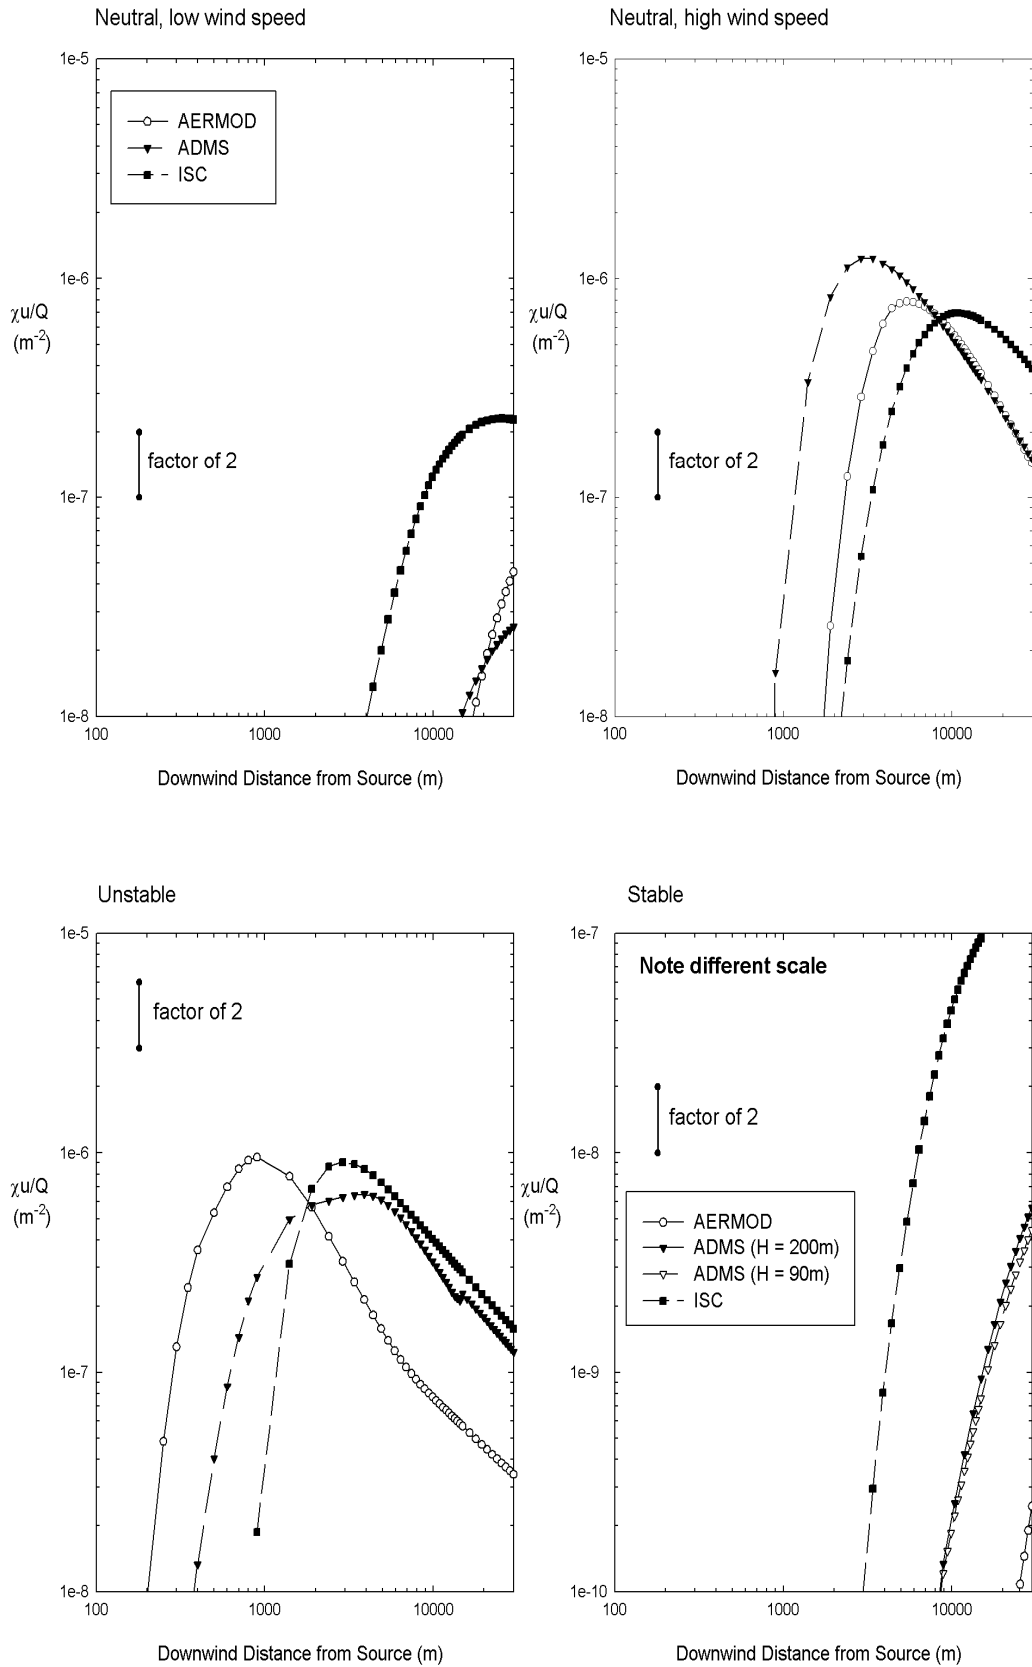 Neutral, low wind speed
1e-5
AERMOD
ADMS
ISC
1e-6
χu/Q
(m-2)
factor of 2
1e-7
1e-8
100
1000
10000
Downwind Distance from Source (m)
Neutral, high wind speed
1e-5
1e-6
χu/Q
(m-2)
factor of 2
1e-7
1e-8
100
1000
10000
Downwind Distance from Source (m)
Unstable
1e-5
factor of 2
1e-6
χu/Q
(m-2)
1e-7
1e-8
100
1000
10000
Downwind Distance from Source (m)
Stable
1e-7
Note different scale
factor of 2
1e-8
χu/Q
(m-2)
AERMOD
ADMS (H = 200m)
ADMS (H = 90m)
ISC
1e-9
1e-10
100
1000
10000
Downwind Distance from Source (m)